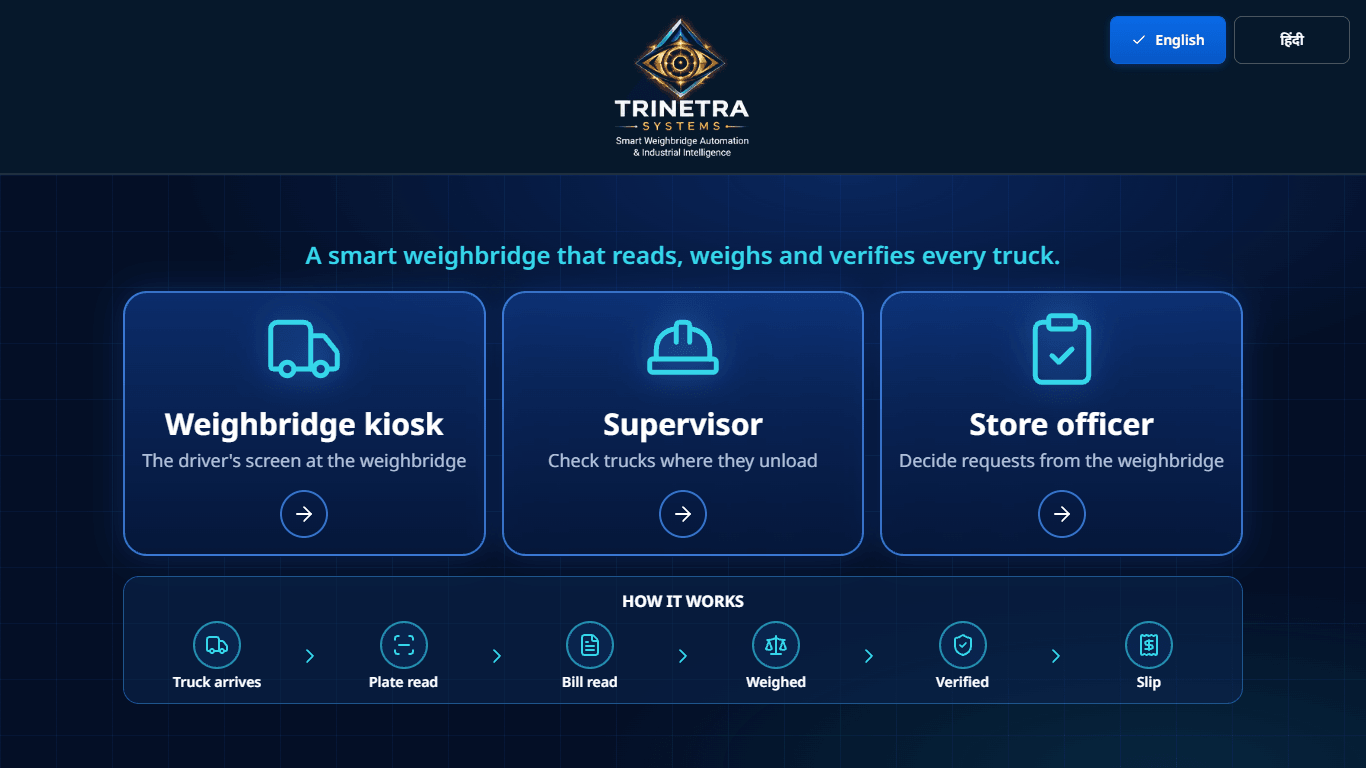 TRINETRA
SYSTEMS
Smart Weighbridge Automation
& Industrial Intelligence
English
हिंदी
A smart weighbridge that reads, weighs and verifies every truck.
Weighbridge kiosk
The driver's screen at the weighbridge
Supervisor
Check trucks where they unload
Store officer
Decide requests from the weighbridge
HOW IT WORKS
Truck arrives
Plate read
Bill read
Weighed
Verified
Slip